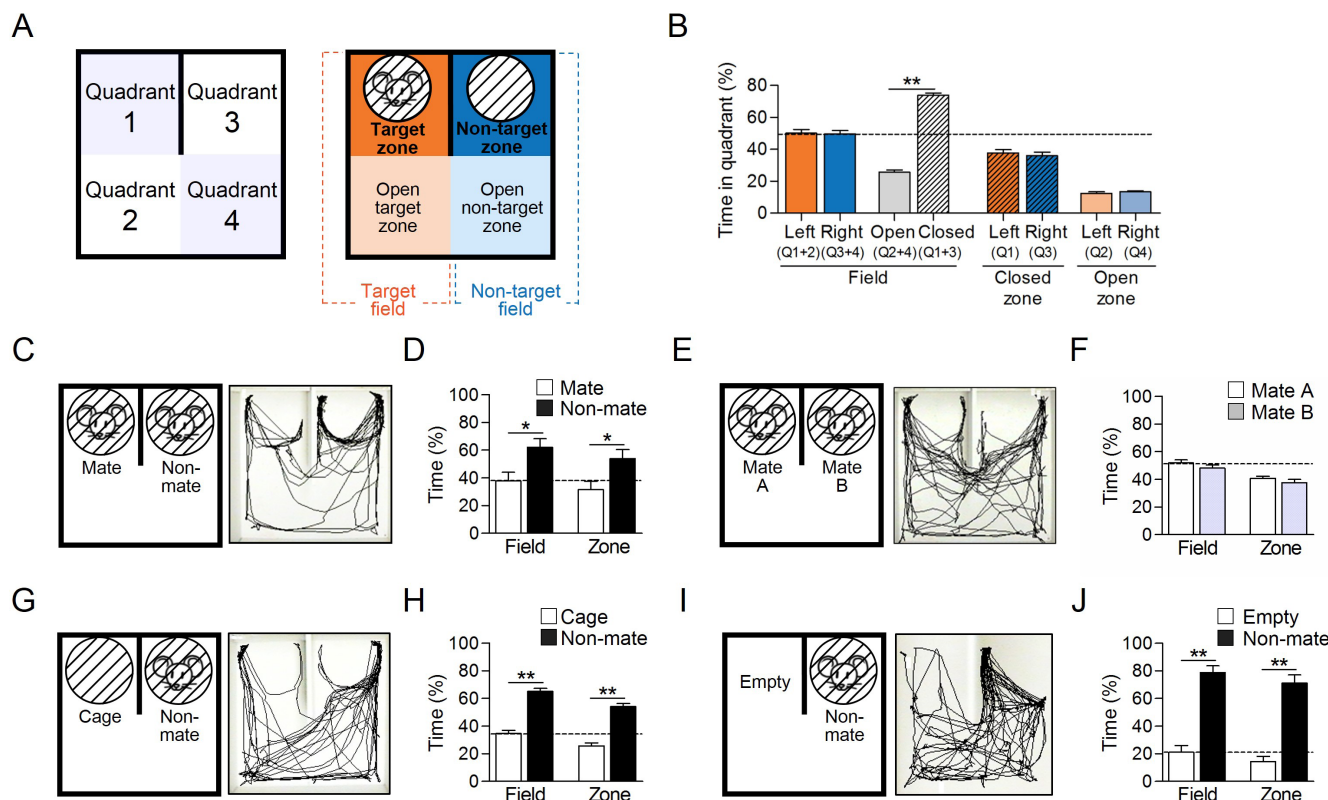 A
Quadrant
1
Quadrant
3
Quadrant
2
Quadrant
4
Target
zone
Non-target
zone
Open
target
zone
Open
non-target
zone
Target
field
Non-target
field
B
Time in quadrant (%)
80
60
40
20
0
**
Left Right Open Closed Left Right Left Right
(Q1+2) (Q3+4) (Q2+4) (Q1+3) (Q1) (Q3) (Q2) (Q4)
Field
Closed
zone
Open
zone
C
Mate
Non-
mate
D
Mate
Non-mate
Time (%)
100
80
60
40
20
0
* *
Field Zone
E
Mate
A
Mate
B
F
Mate A
Mate B
Time (%)
100
80
60
40
20
0
Field Zone
G
Cage
Non-
mate
H
Cage
Non-mate
Time (%)
100
80
60
40
20
0
** **
Field Zone
I
Empty
Non-
mate
J
Empty
Non-mate
Time (%)
100
80
60
40
20
0
** **
Field Zone